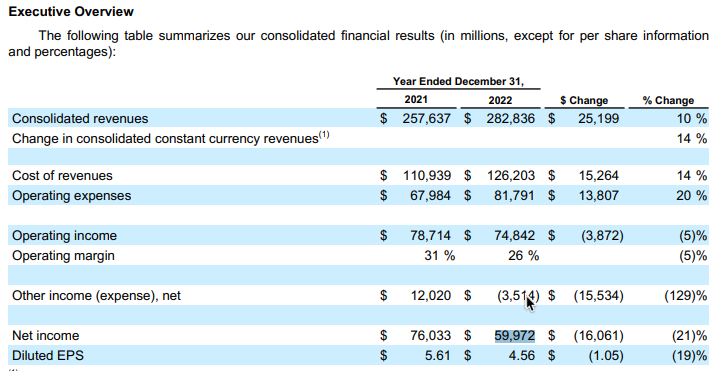 Executive Overview
The following table summarizes our consolidated financial results (in millions, except for per share information
and percentages):
Year Ended December 31,
2021 2022 $ Change % Change
Consolidated revenues $ 257,637 $ 282,836 $ 25,199 10 %
Change in consolidated constant currency revenues(1) 14 %
Cost of revenues $ 110,939 $ 126,203 $ 15,264 14 %
Operating expenses $ 67,984 $ 81,791 $ 13,807 20 %
Operating income $ 78,714 $ 74,842 $ (3,872) (5)%
Operating margin 31 % 26 % (5)%
Other income (expense), net $ 12,020 $ (3,514) $ (15,534) (129)%
Net income $ 76,033 $ 59,972 $ (16,061) (21)%
Diluted EPS $ 5.61 $ 4.56 $ (1.05) (19)%